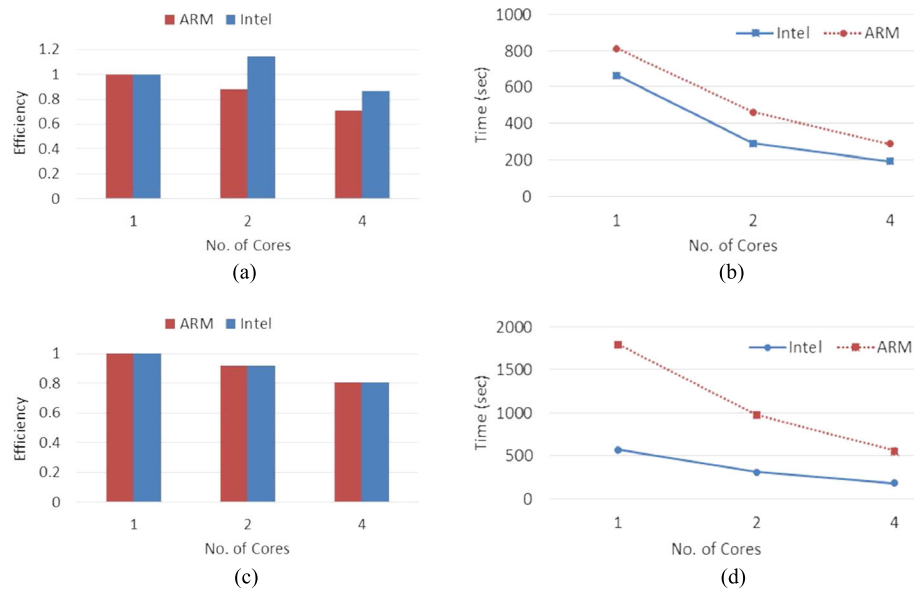 ARM Intel
1.2
1
0.8
0.6
0.4
0.2
0
Efficiency
1 2 4
No. of Cores
(a)
Intel ARM
1000
800
600
400
200
0
Time (sec)
1 2 4
No. of Cores
(b)
ARM Intel
1
0.8
0.6
0.4
0.2
0
Efficiency
1 2 4
No. of Cores
(c)
Intel ARM
2000
1500
1000
500
0
Time (sec)
1 2 4
No. of Cores
(d)